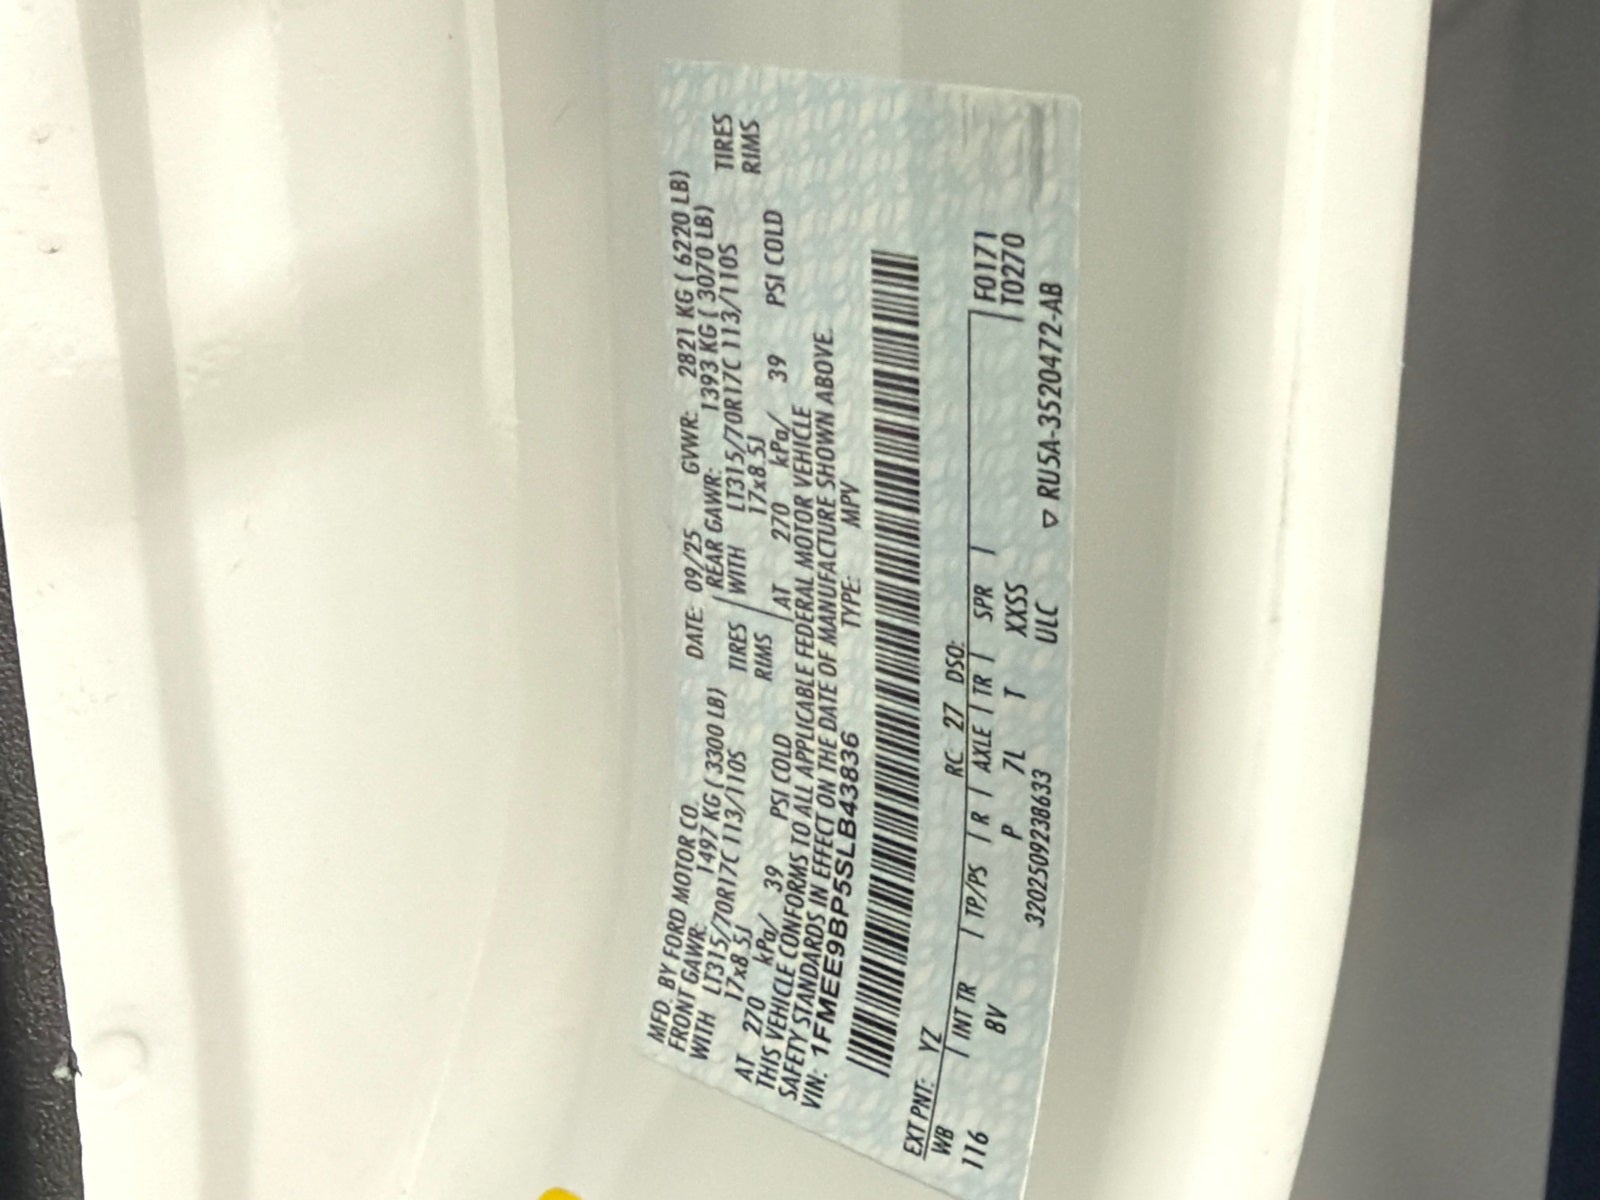 MFD. BY FORD MOTOR CO. DATE: 09/25 GVWR: 2821 KG ( 6220 LB)
FRONT GAWR: 1497 KG ( 3300 LB) REAR GAWR: 1393 KG ( 3070 LB)
WITH LT315/70R17C 113/110S TIRES WITH LT315/70R17C 113/110S TIRES
17x8.5J RIMS 17x8.5J RIMS
AT 270 kPa/ 39 PSI COLD AT 270 kPa/ 39 PSI COLD
THIS VEHICLE CONFORMS TO ALL APPLICABLE FEDERAL MOTOR VEHICLE
SAFETY STANDARDS IN EFFECT ON THE DATE OF MANUFACTURE SHOWN ABOVE.
VIN: 1FMEE9BP5SLB43836 TYPE: MPV
EXT PNT: YZ RC 27 DSO:
WB INT TR TP/PS R AXLE TR SPR F0171
116 8V P 7L T XXSS T0270
3202509238633 ULC ▽ RU5A-3520472-AB